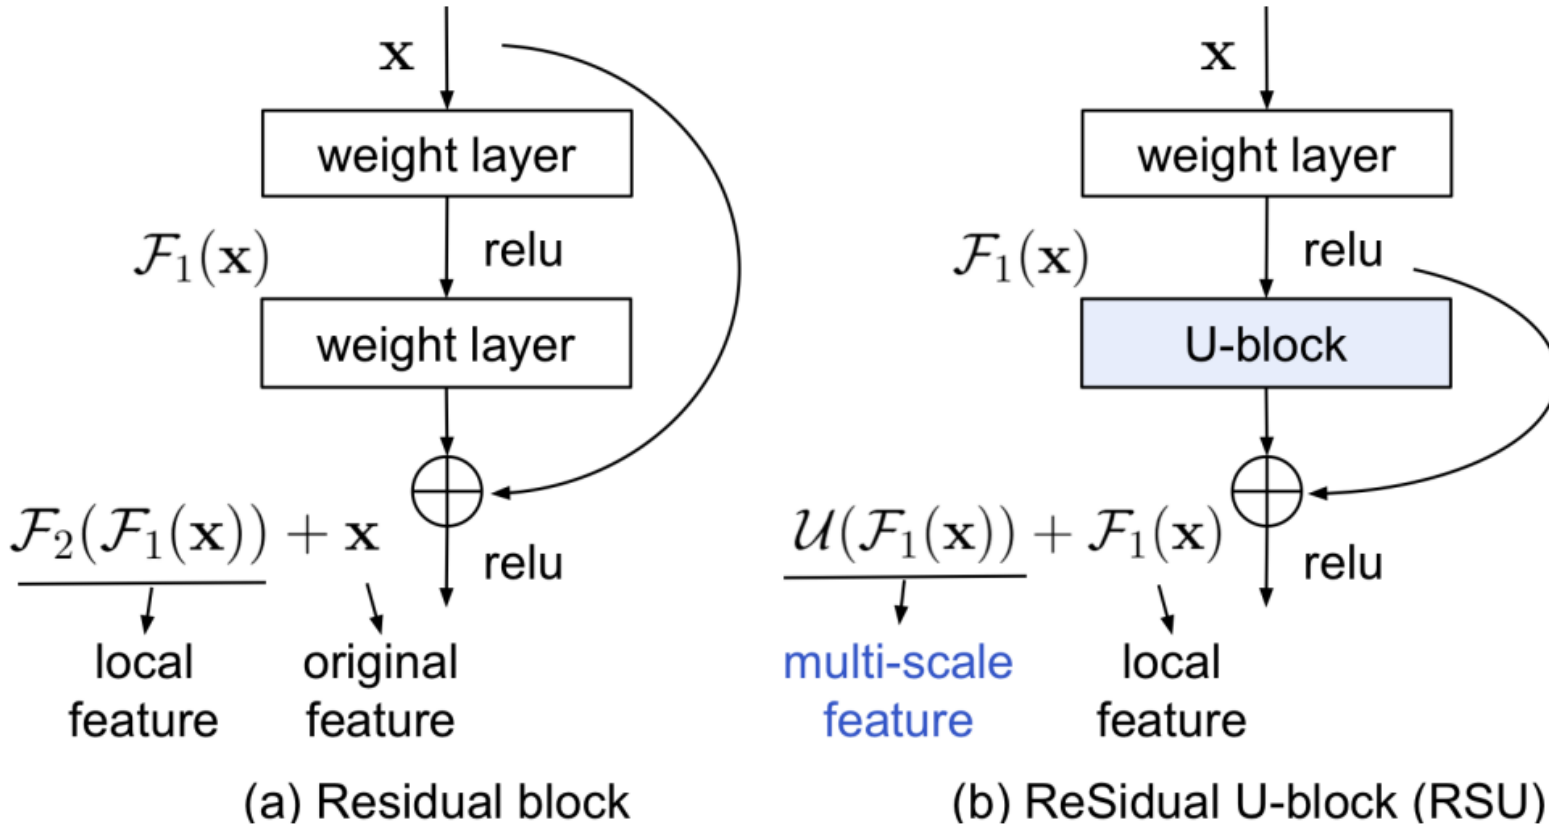 x
weight layer
F₁(x)
relu
weight layer
F₂(F₁(x)) + x
relu
local
feature
original
feature
(a) Residual block
x
weight layer
F₁(x)
relu
U-block
U(F₁(x)) + F₁(x)
relu
multi-scale
feature
local
feature
(b) ReSidual U-block (RSU)